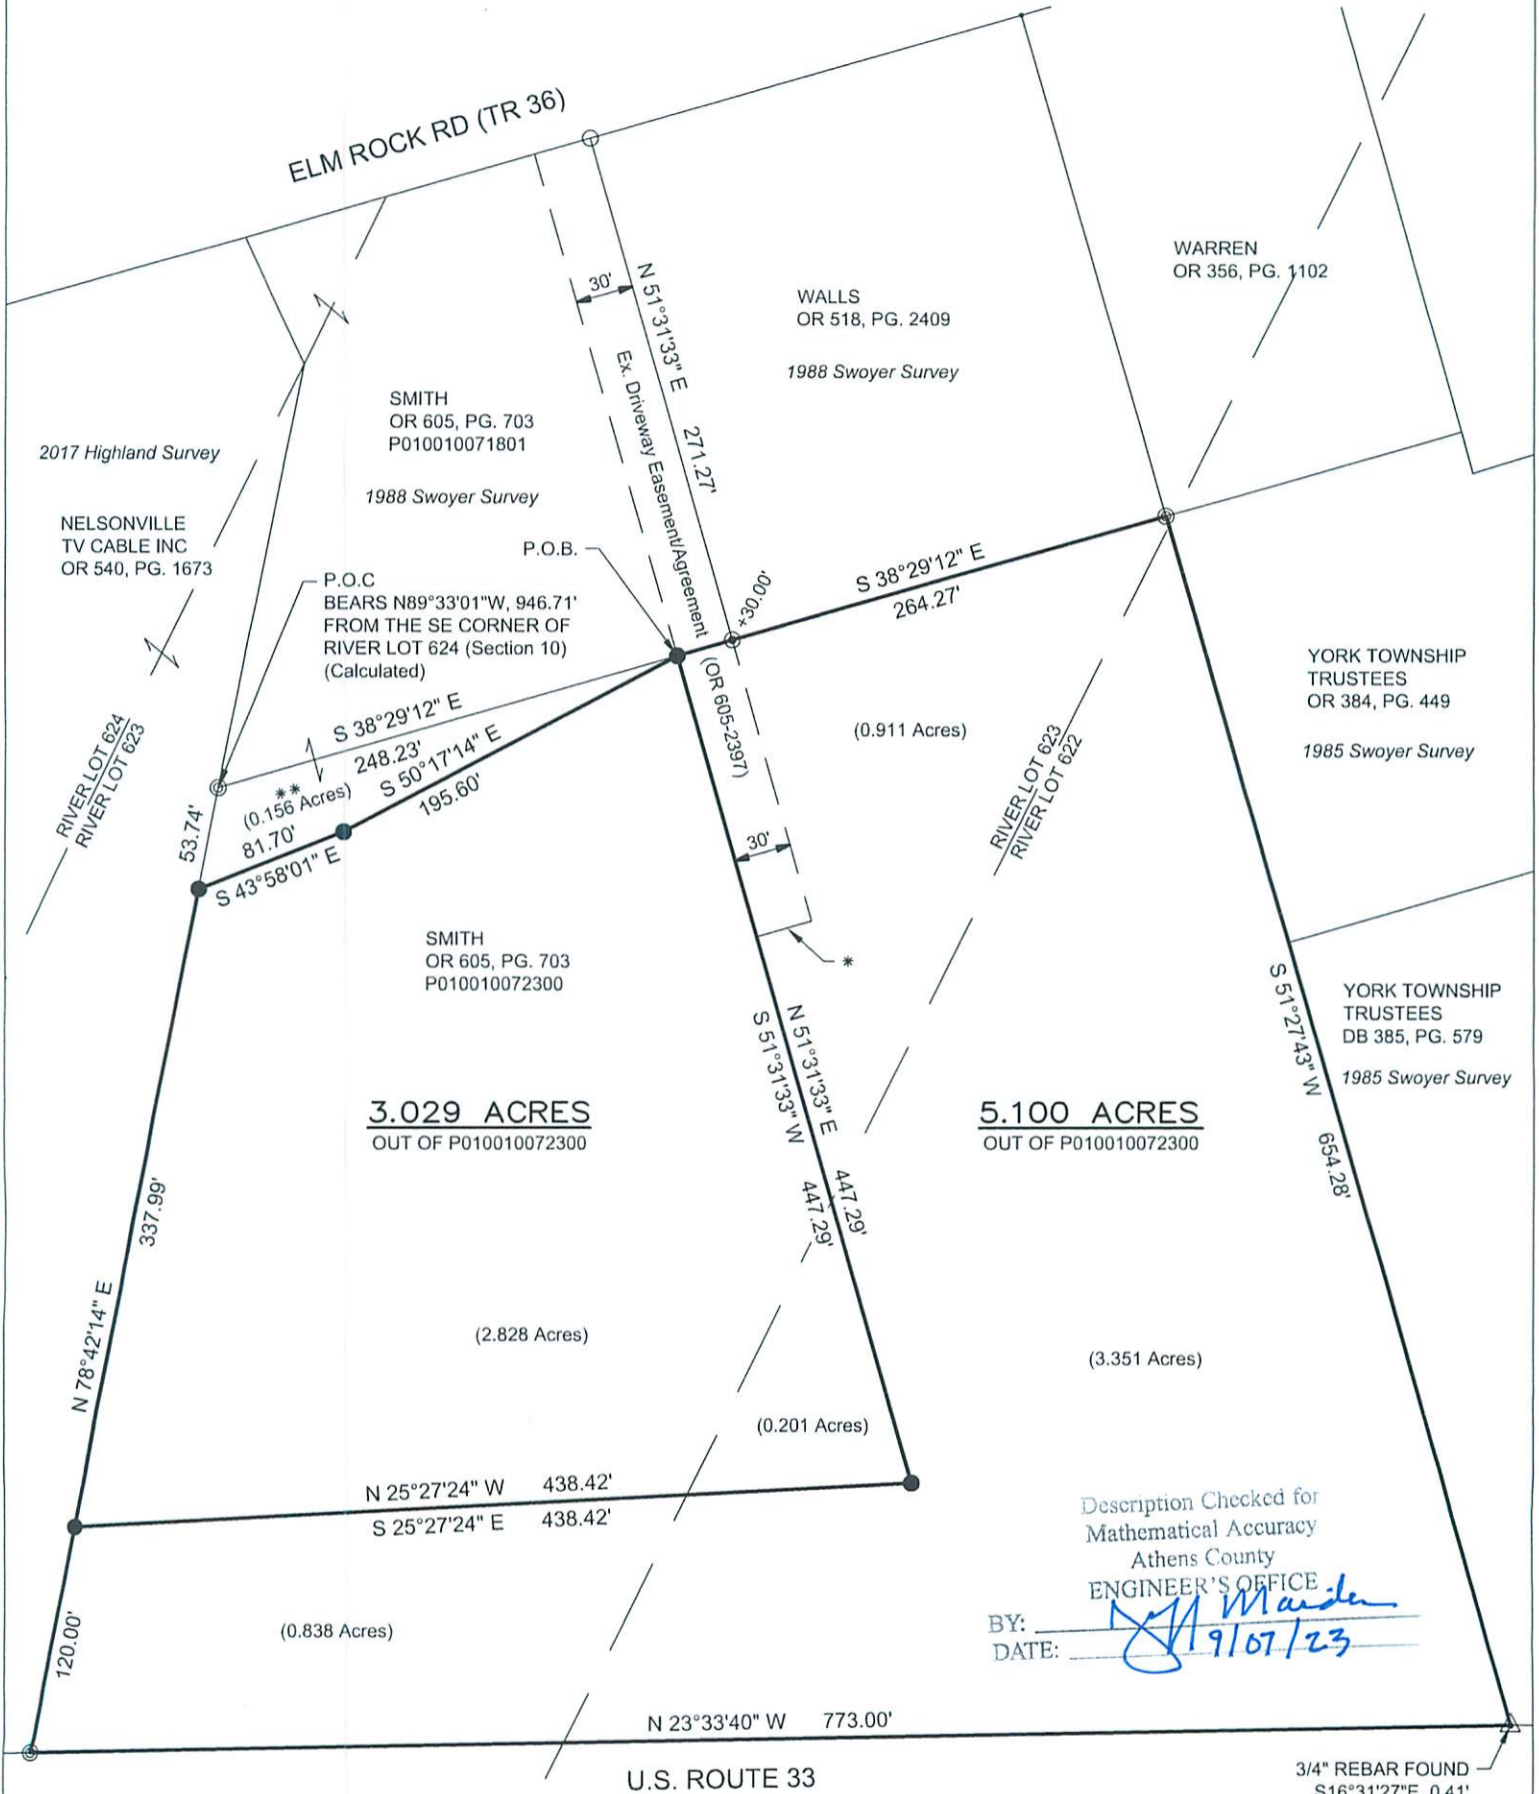 ELM ROCK RD (TR 36)
WARREN
OR 356, PG. 1102
30'
N 51°31'33" E 271.27'
WALLS
OR 518, PG. 2409
1988 Swoyer Survey
Ex. Driveway Easement/Agreement (OR 605-2397)
SMITH
OR 605, PG. 703
P010010071801
1988 Swoyer Survey
2017 Highland Survey
NELSONVILLE
TV CABLE INC
OR 540, PG. 1673
P.O.B.
P.O.C
BEARS N89°33'01"W, 946.71'
FROM THE SE CORNER OF
RIVER LOT 624 (Section 10)
(Calculated)
+30.00'
S 38°29'12" E
264.27'
YORK TOWNSHIP
TRUSTEES
OR 384, PG. 449
1985 Swoyer Survey
S 38°29'12" E
248.23'
**
(0.156 Acres)
S 50°17'14" E
195.60'
RIVER LOT 624
RIVER LOT 623
53.74'
81.70'
S 43°58'01" E
(0.911 Acres)
RIVER LOT 623
RIVER LOT 622
30'
*
SMITH
OR 605, PG. 703
P010010072300
YORK TOWNSHIP
TRUSTEES
DB 385, PG. 579
1985 Swoyer Survey
S 51°27'43" W 654.28'
N 51°31'33" E 447.29'
S 51°31'33" W 447.29'
3.029 ACRES
OUT OF P010010072300
5.100 ACRES
OUT OF P010010072300
337.99'
N 78°42'14" E
(2.828 Acres)
(3.351 Acres)
(0.201 Acres)
N 25°27'24" W 438.42'
S 25°27'24" E 438.42'
Description Checked for
Mathematical Accuracy
Athens County
ENGINEER'S OFFICE
BY:
DATE: 9/07/23
120.00'
(0.838 Acres)
N 23°33'40" W 773.00'
U.S. ROUTE 33
3/4" REBAR FOUND
S16°31'27"E, 0.41'